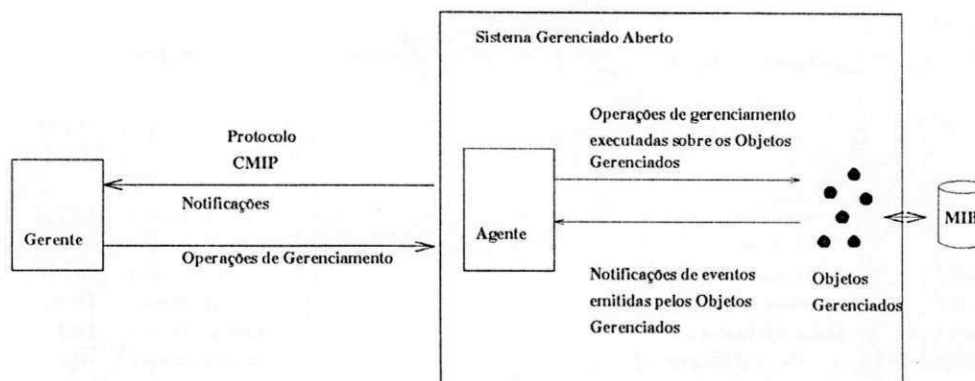 Sistema Gerenciado Aberto
Operações de gerenciamento
executadas sobre os Objetos
Gerenciados
Protocolo
CMIP
Notificações
Gerente
Operações de Gerenciamento
Agente
MIB
Notificações de eventos
emitidas pelos Objetos
Gerenciados
Objetos
Gerenciados